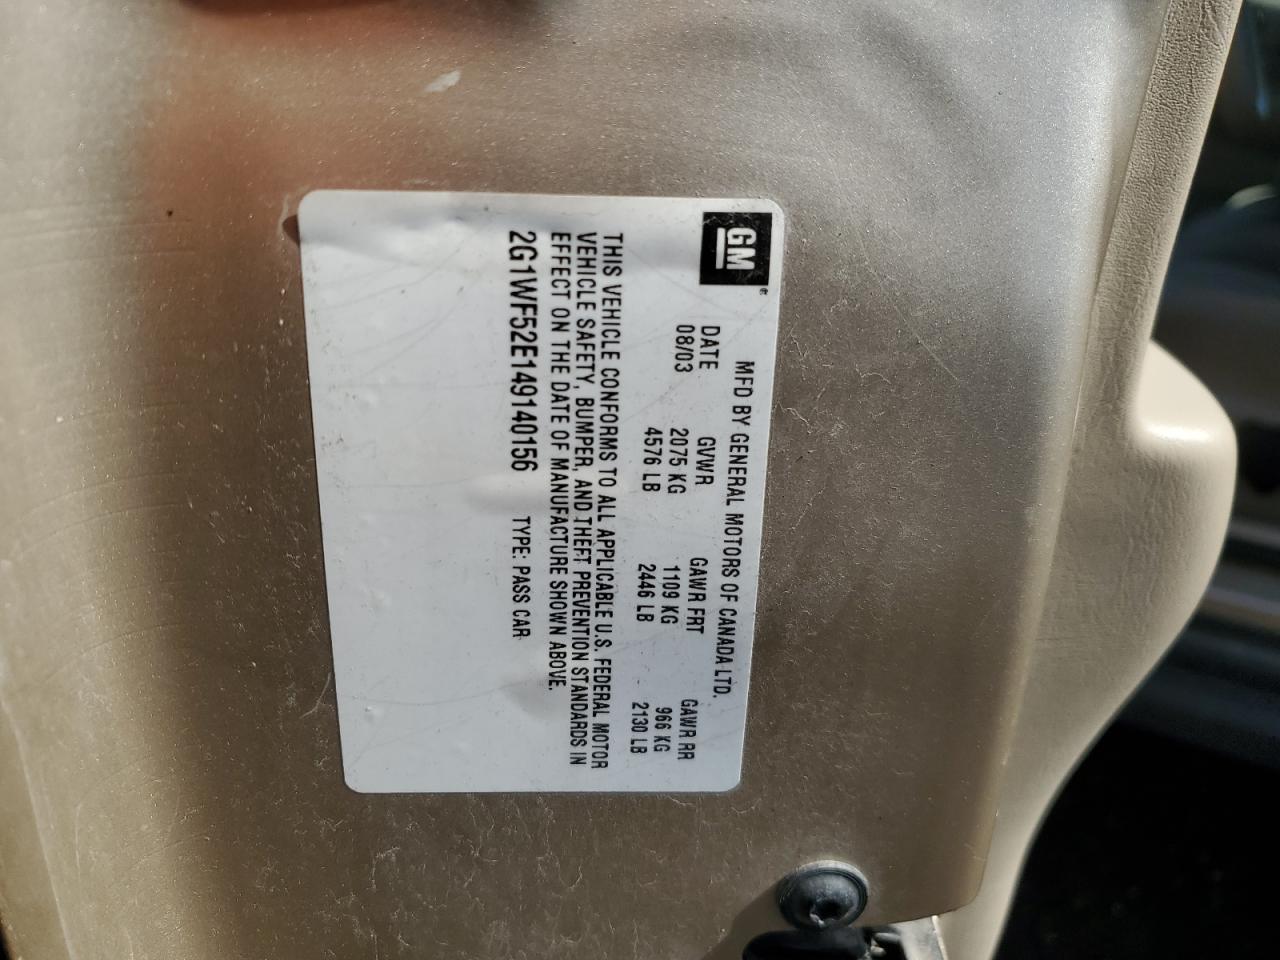 GM®
MFD BY GENERAL MOTORS OF CANADA LTD.
DATE GVWR GAWR FRT GAWR RR
08/03 2075 KG 1109 KG 966 KG
4576 LB 2446 LB 2130 LB
THIS VEHICLE CONFORMS TO ALL APPLICABLE U.S. FEDERAL MOTOR
VEHICLE SAFETY, BUMPER, AND THEFT PREVENTION STANDARDS IN
EFFECT ON THE DATE OF MANUFACTURE SHOWN ABOVE.
2G1WF52E149140156 TYPE: PASS CAR